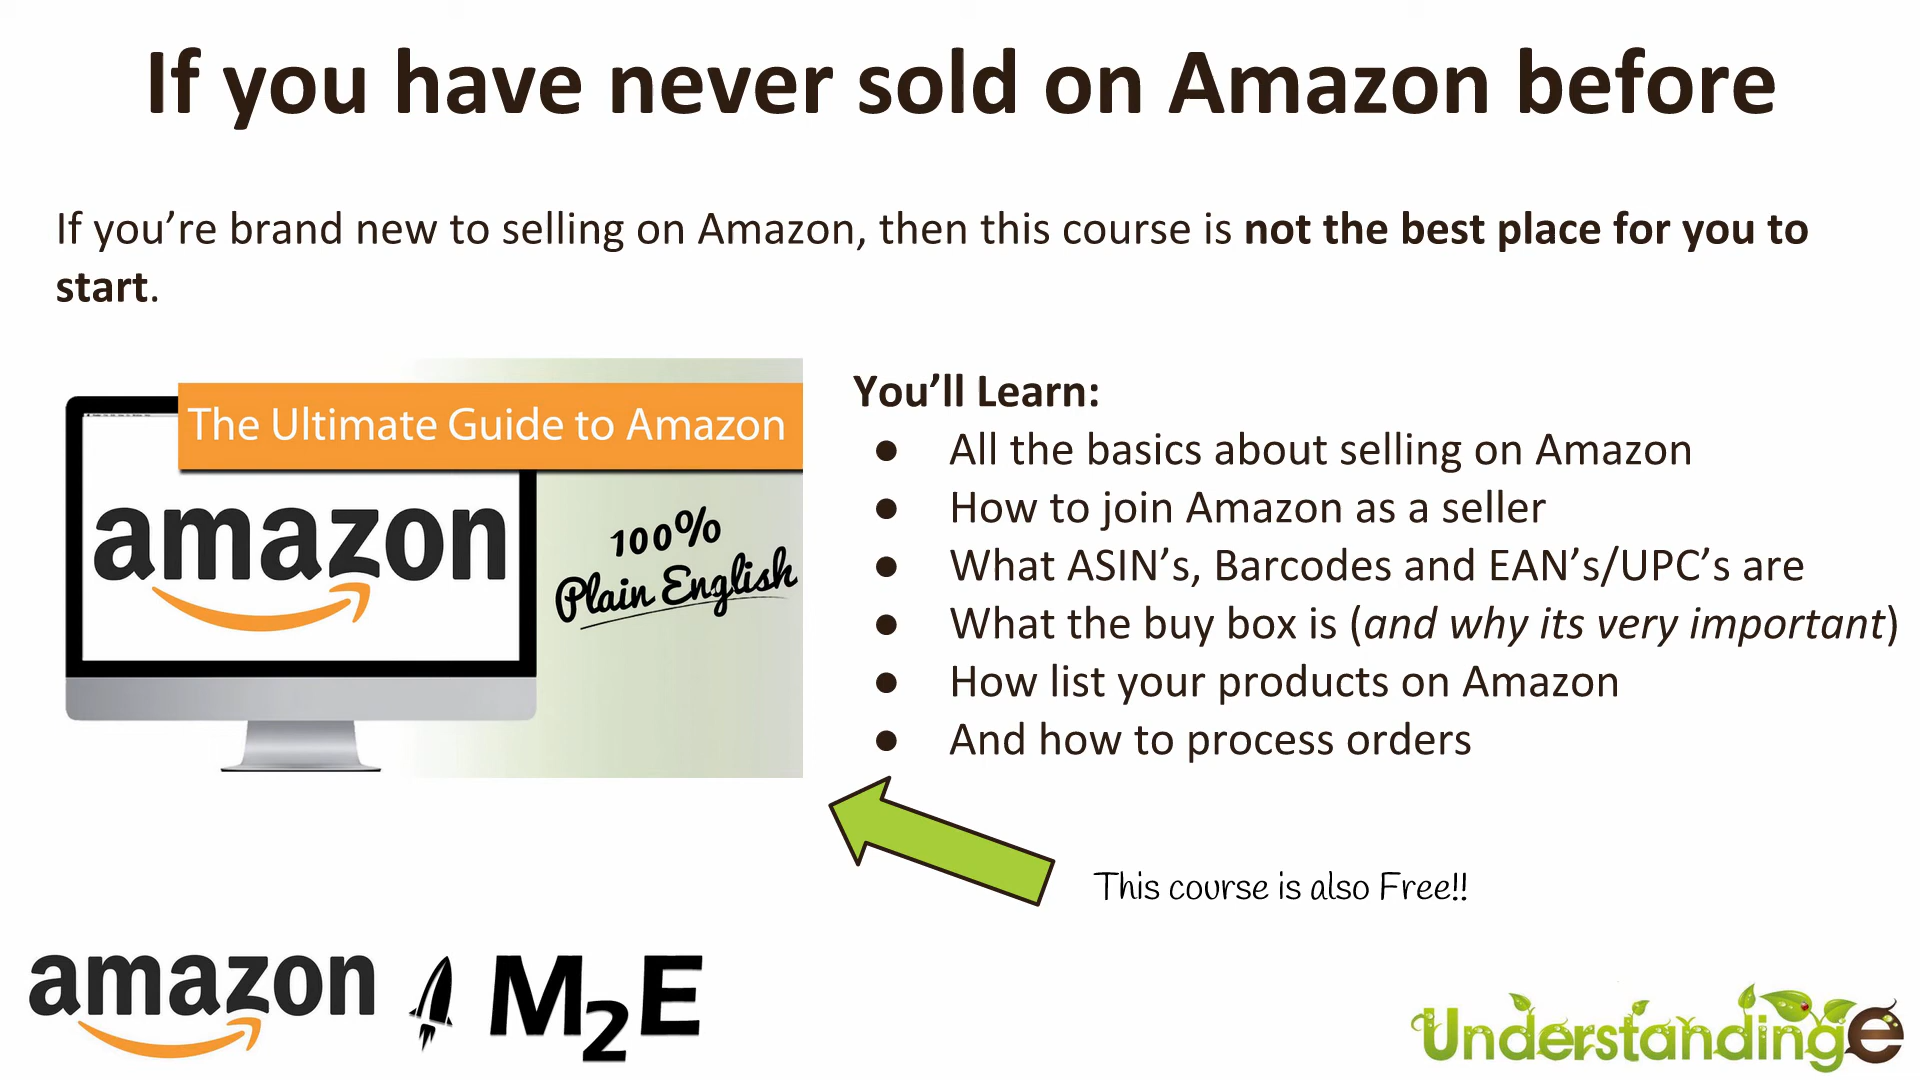 If you have never sold on Amazon before
If you’re brand new to selling on Amazon, then this course is not the best place for you to
start.
The Ultimate Guide to Amazon
amazon
100%
Plain English
You’ll Learn:
● All the basics about selling on Amazon
● How to join Amazon as a seller
● What ASIN’s, Barcodes and EAN’s/UPC’s are
● What the buy box is (and why its very important)
● How list your products on Amazon
● And how to process orders
This course is also Free!!
amazon M2E
UnderstandingE